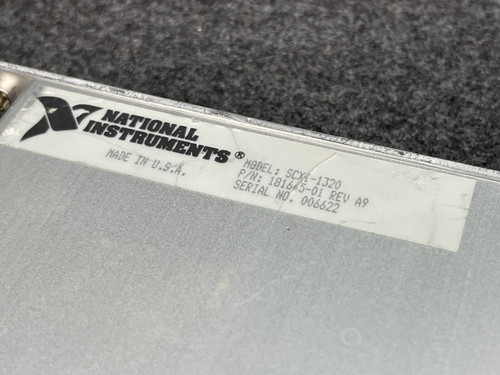 NATIONAL
INSTRUMENTS®
MADE IN U.S.A.
MODEL: SCXI-1320
P/N: 181645-01 REV A9
SERIAL NO. 006622